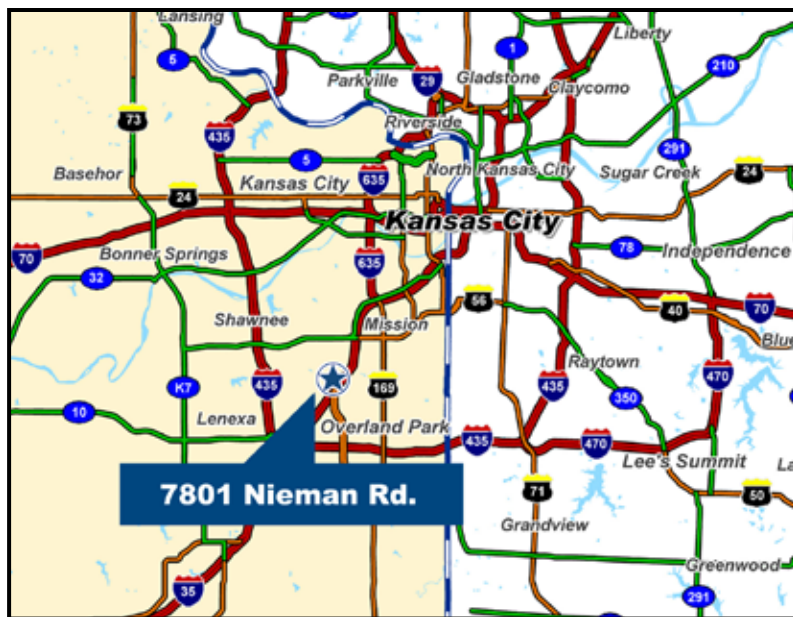 Lansing
5
29
1
Liberty
210
Parkville
Gladstone
Claycomo
73
435
Riverside
291
Basehor
5
Kansas City
635
North Kansas City
Sugar Creek
24
24
Kansas City
70
Bonner Springs
32
635
78
Independence
Shawnee
Mission
56
40
70
Blue
Raytown
K7
435
169
435
350
470
10
Lenexa
Overland Park
435
470
Lee's Summit
La
7801 Nieman Rd.
71
50
Grandview
Greenwood
35
291